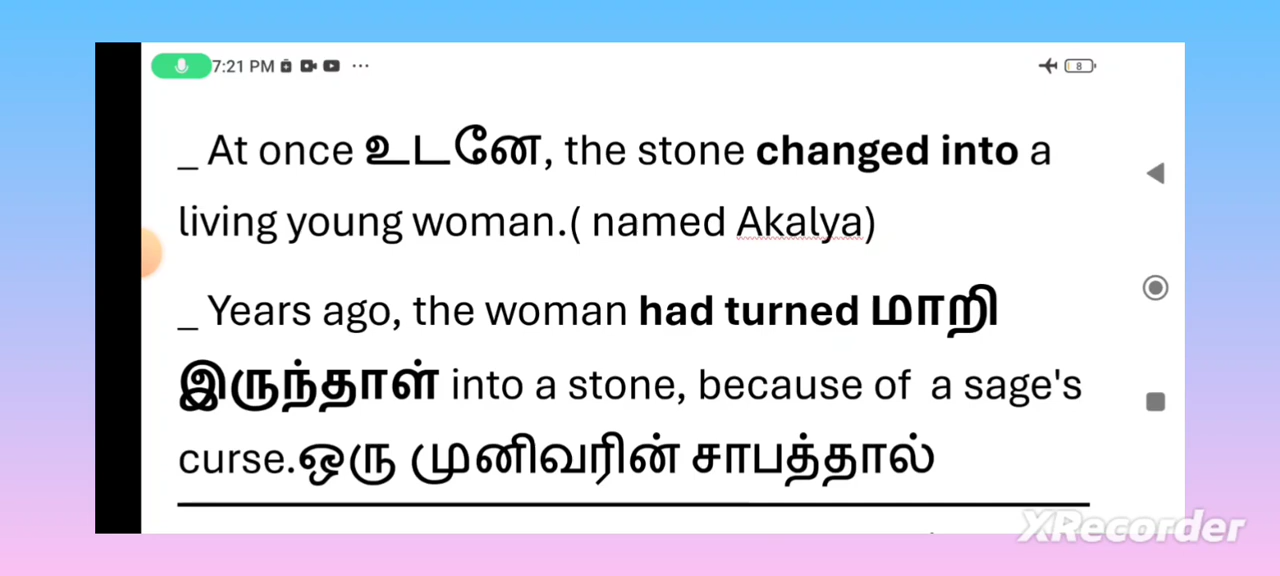 7:21 PM ...
8
_ At once உடனே, the stone changed into a
living young woman.( named Akalya)
_ Years ago, the woman had turned மாறி
இருந்தாள் into a stone, because of a sage's
curse.ஒரு முனிவரின் சாபத்தால்
XRecorder